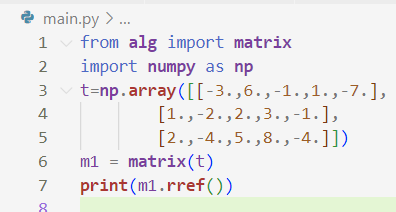 main.py > ...
1 from alg import matrix
2 import numpy as np
3 t=np.array([[-3.,6.,-1.,1.,-7.],
4 [1.,-2.,2.,3.,-1.],
5 [2.,-4.,5.,8.,-4.]])
6 m1 = matrix(t)
7 print(m1.rref())
8